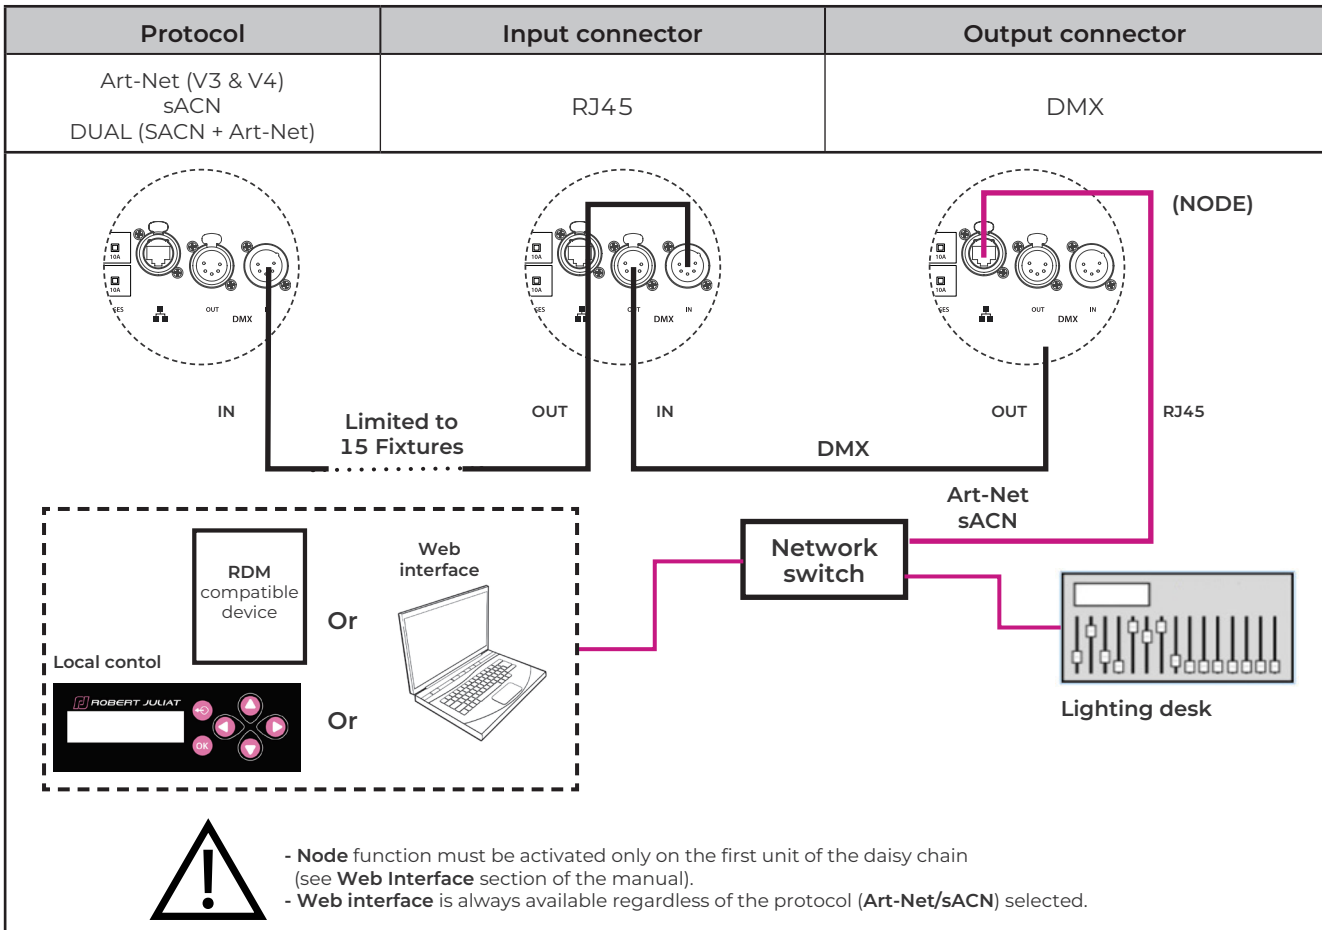 Protocol
Input connector
Output connector
Art-Net (V3 & V4)
sACN
DUAL (SACN + Art-Net)
RJ45
DMX
10A
10A
OUT
DMX
10A
10A
DMX
IN
(NODE)
10A
10A
OUT
DMX
IN
IN
Limited to
15 Fixtures
OUT
IN
DMX
OUT
RJ45
Art-Net
sACN
Network
switch
RDM
compatible
device
Or
Web
interface
Local contol
ROBERT JULIAT
OK
Or
Lighting desk
- Node function must be activated only on the first unit of the daisy chain
(see Web Interface section of the manual).
- Web interface is always available regardless of the protocol (Art-Net/sACN) selected.